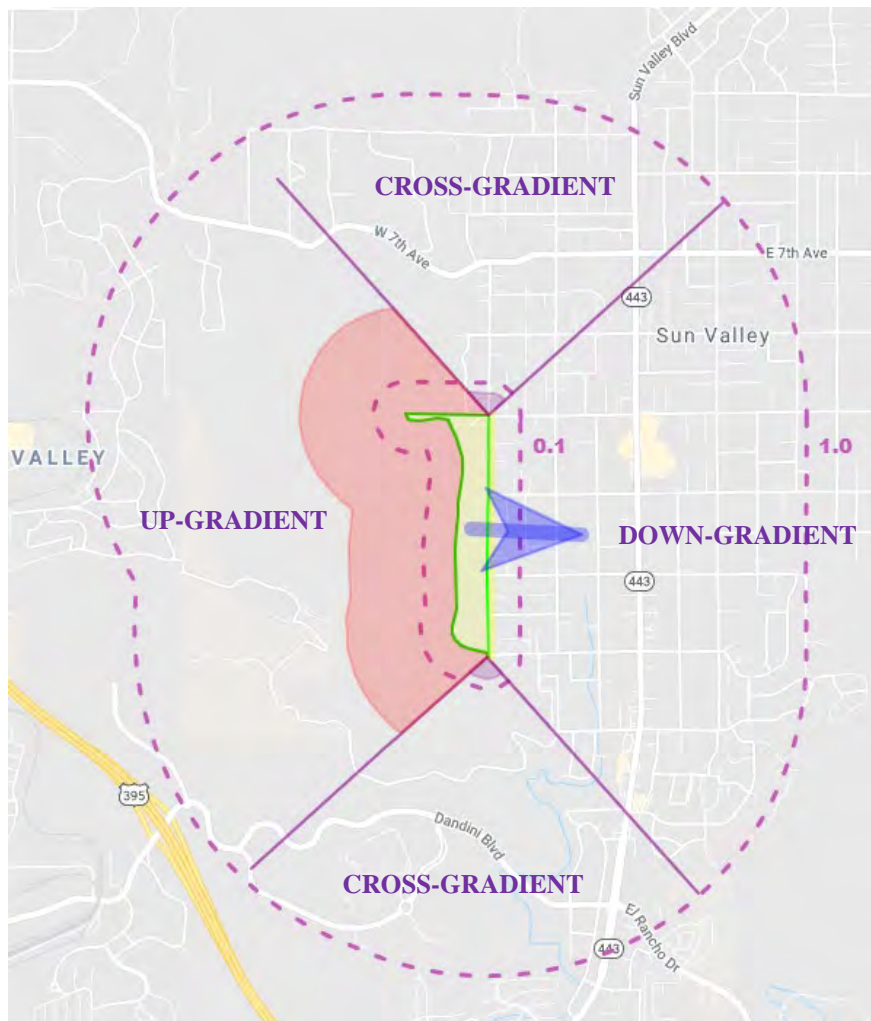 Sun Valley Blvd
CROSS-GRADIENT
W 7th Ave
E 7th Ave
443
Sun Valley
0.1
1.0
VALLEY
UP-GRADIENT
DOWN-GRADIENT
443
395
Dandini Blvd
CROSS-GRADIENT
El Rancho Dr
443